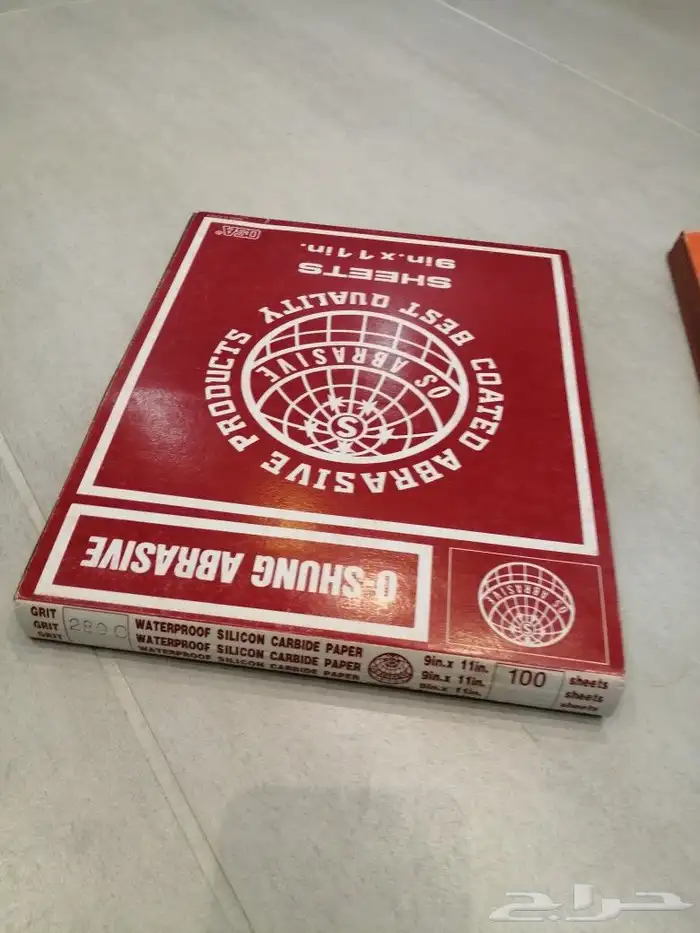 OSA®
9in. x 11in.
SHEETS
COATED ABRASIVE PRODUCTS
BEST QUALITY
OS ABRASIVE
S
O-SHUNG ABRASIVE
OS ABRASIVE
GRIT WATERPROOF SILICON CARBIDE PAPER 9in. x 11in. sheets
GRIT WATERPROOF SILICON CARBIDE PAPER 9in. x 11in. 100 sheets
GRIT WATERPROOF SILICON CARBIDE PAPER 9in. x 11in. sheets
حراج